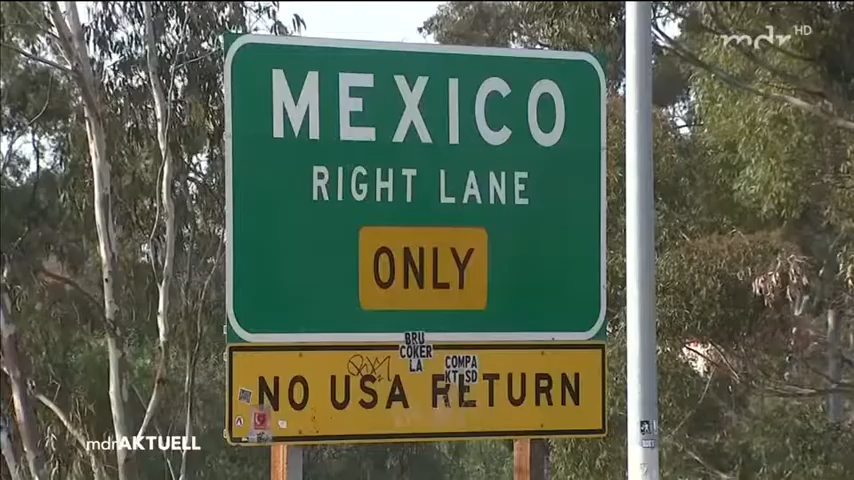 mdr HD
MEXICO
RIGHT LANE
ONLY
BRU
COKER
LA
COMPA
KT SD
NO USA RETURN
mdrAKTUELL